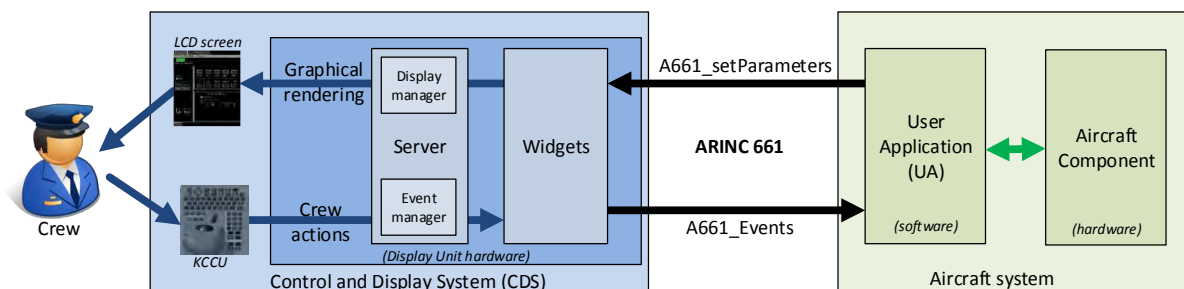 LCD screen
Graphical
rendering
Display
manager
Server
Event
manager
Crew
actions
(Display Unit hardware)
KCCU
Crew
Widgets
Control and Display System (CDS)
A661_setParameters
ARINC 661
A661_Events
User
Application
(UA)
(software)
Aircraft
Component
(hardware)
Aircraft system